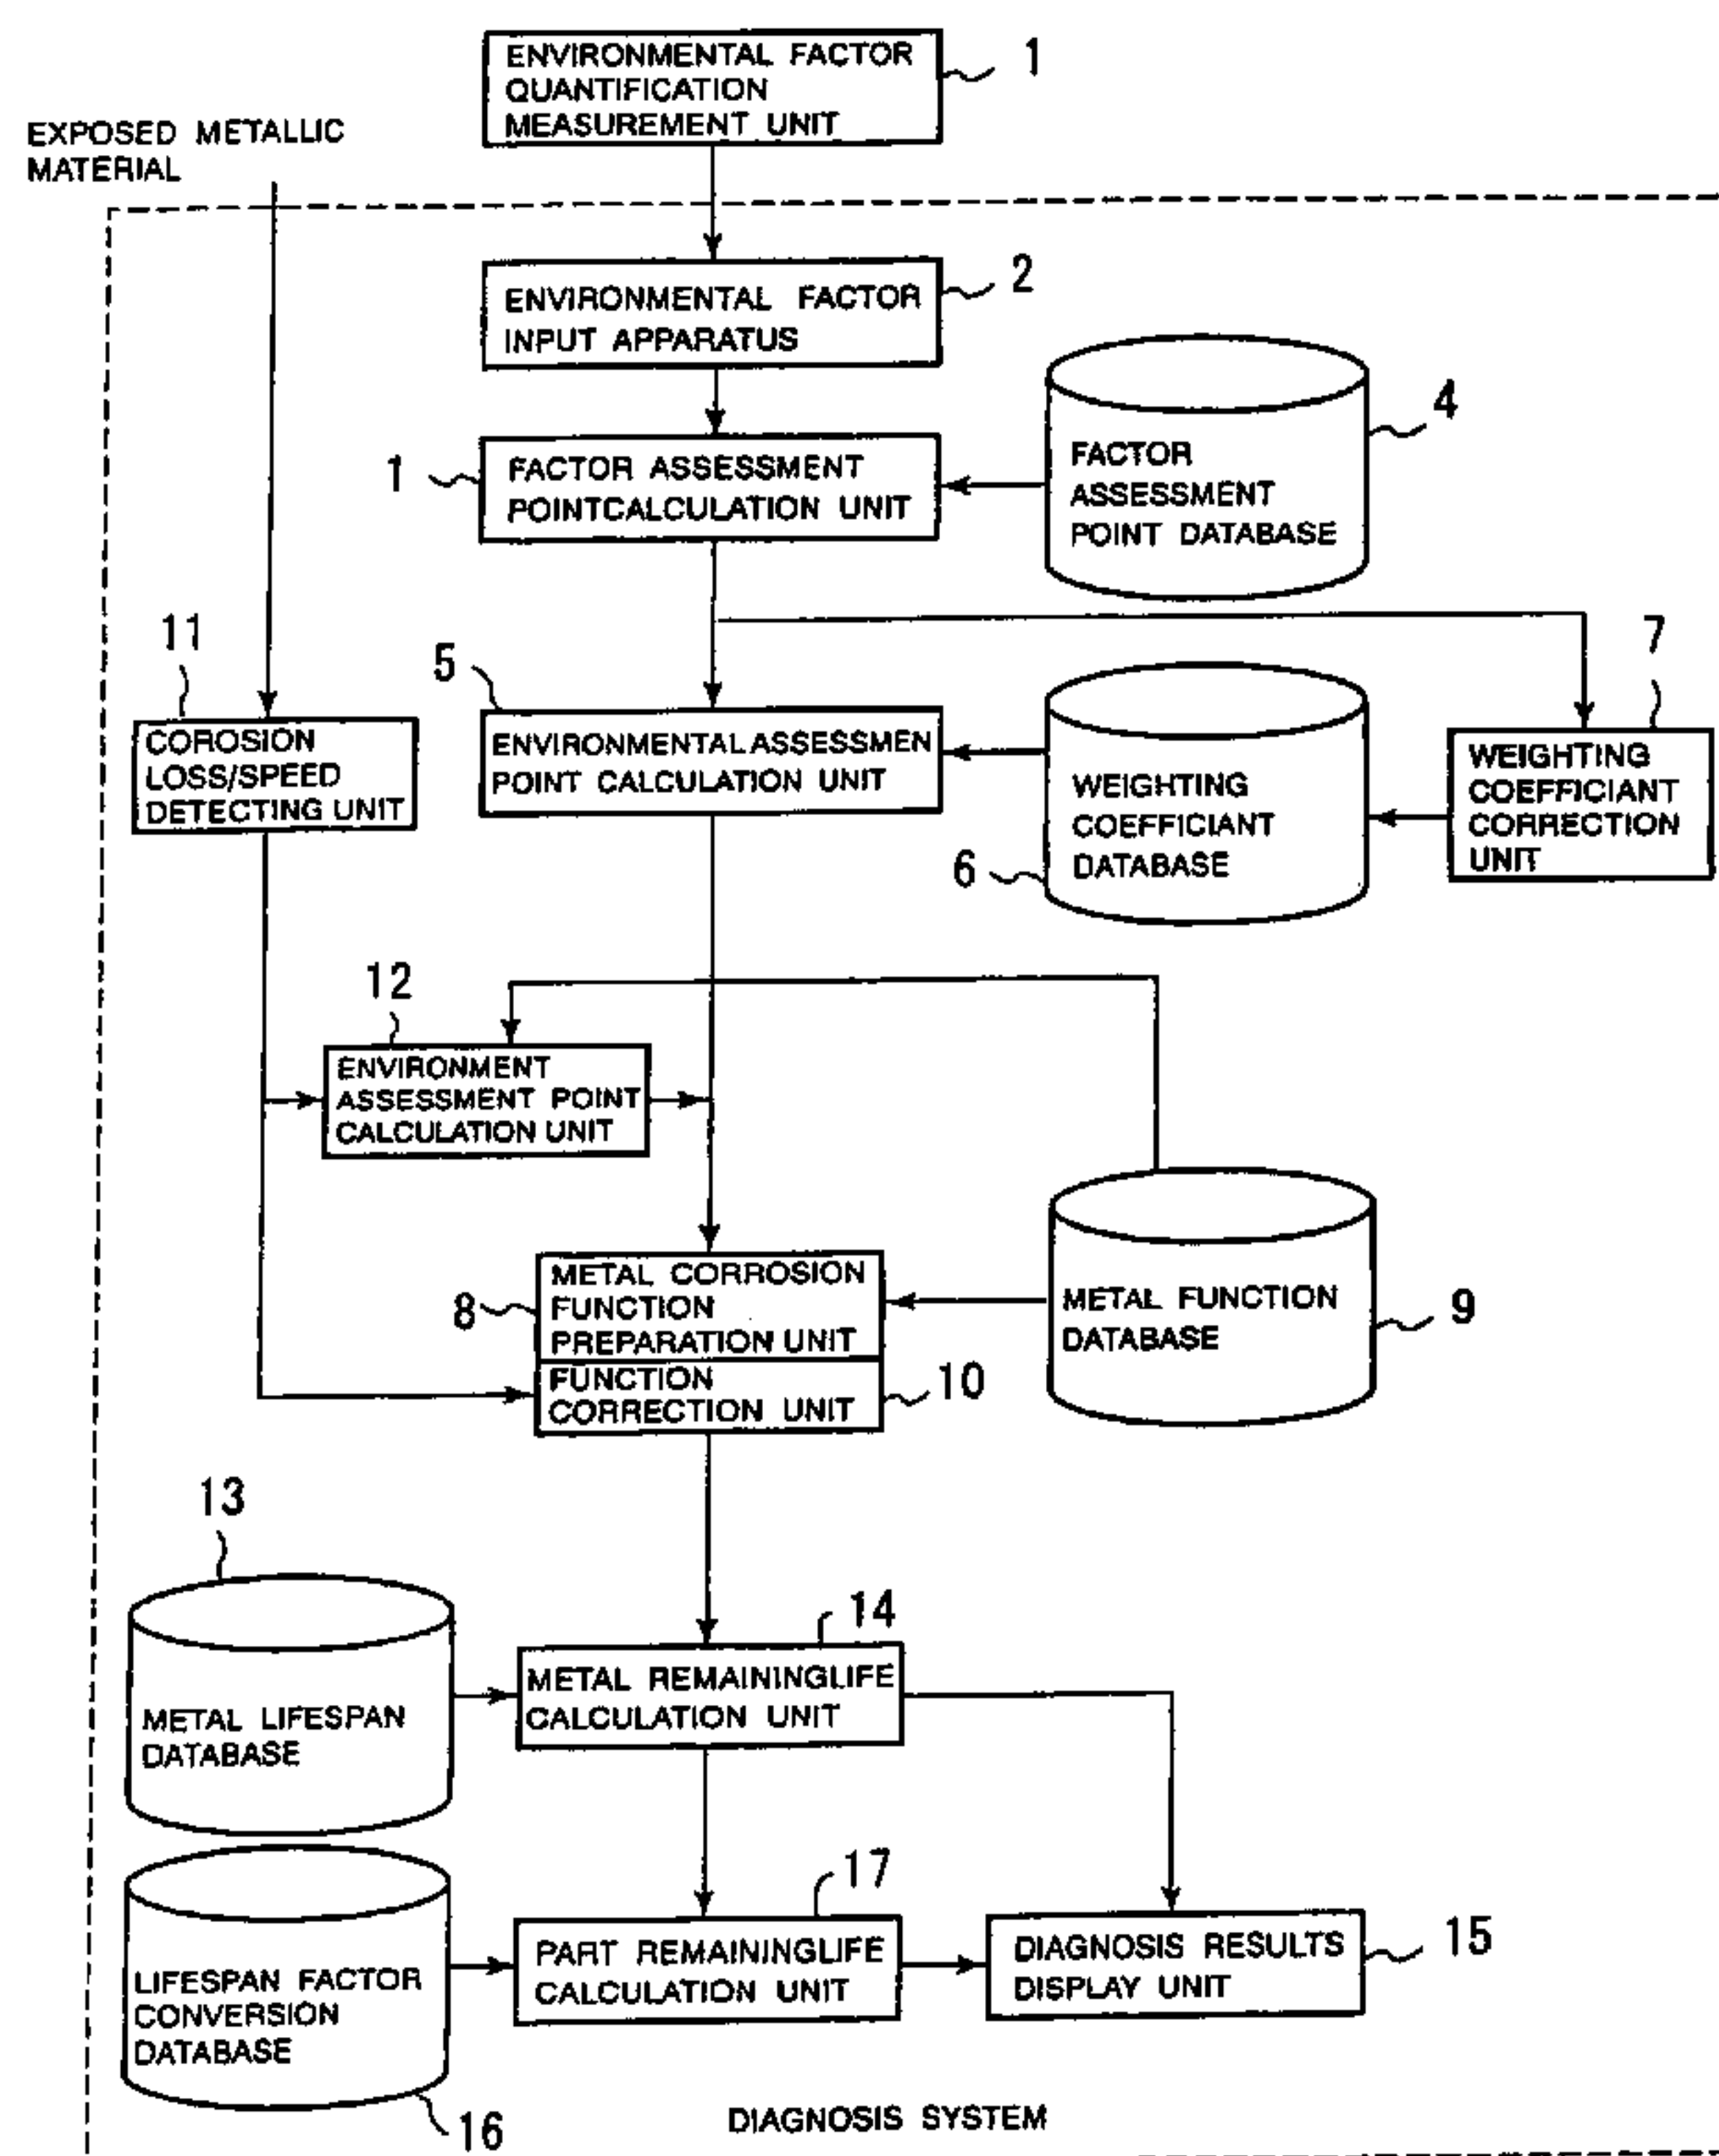 ENVIRONMENTAL FACTOR
QUANTIFICATION
MEASUREMENT UNIT
1
EXPOSED METALLIC
MATERIAL
ENVIRONMENTAL FACTOR
INPUT APPARATUS
2
1
FACTOR ASSESSMENT
POINTCALCULATION UNIT
FACTOR
ASSESSMENT
POINT DATABASE
4
11
COROSION
LOSS/SPEED
DETECTING UNIT
5
ENVIRONMENTALASSESSMEN
POINT CALCULATION UNIT
WEIGHTING
COEFFICIANT
DATABASE
6
7
WEIGHTING
COEFFICIANT
CORRECTION
UNIT
12
ENVIRONMENT
ASSESSMENT POINT
CALCULATION UNIT
8
METAL CORROSION
FUNCTION
PREPARATION UNIT
FUNCTION
CORRECTION UNIT
10
METAL FUNCTION
DATABASE
9
13
METAL LIFESPAN
DATABASE
14
METAL REMAININGLIFE
CALCULATION UNIT
LIFESPAN FACTOR
CONVERSION
DATABASE
16
17
PART REMAININGLIFE
CALCULATION UNIT
DIAGNOSIS RESULTS
DISPLAY UNIT
15
DIAGNOSIS SYSTEM